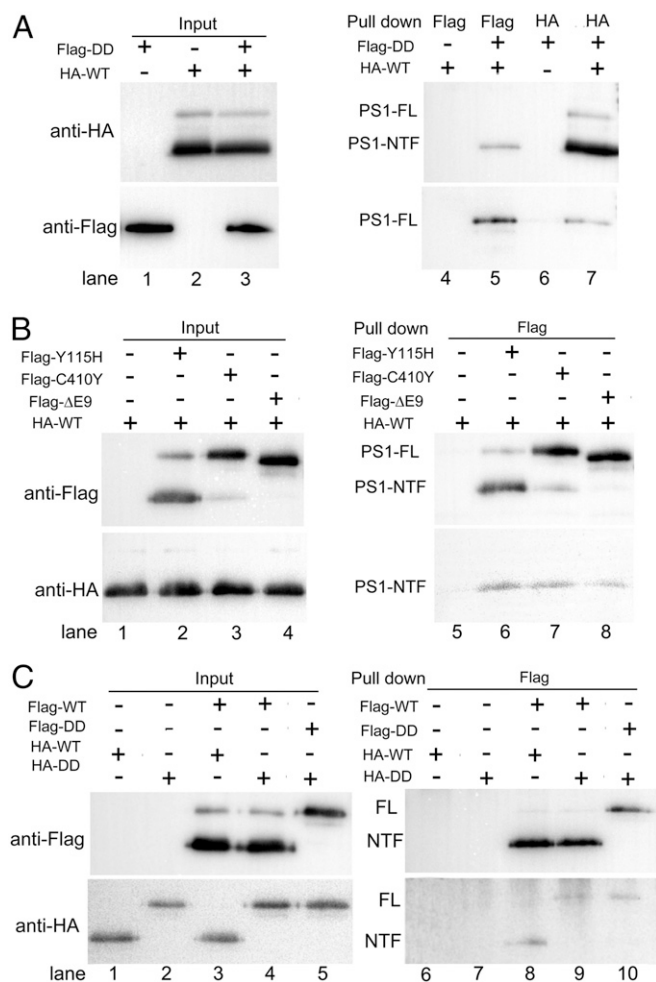 A
Input
Flag-DD + - +
HA-WT - + +
anti-HA
anti-Flag
lane 1 2 3
Pull down Flag Flag HA HA
Flag-DD - + + +
HA-WT + + - +
PS1-FL
PS1-NTF
PS1-FL
4 5 6 7
B
Input
Flag-Y115H - + - -
Flag-C410Y - - + -
Flag-ΔE9 - - - +
HA-WT + + + +
anti-Flag
anti-HA
lane 1 2 3 4
Pull down Flag
Flag-Y115H - + - -
Flag-C410Y - - + -
Flag-ΔE9 - - - +
HA-WT + + + +
PS1-FL
PS1-NTF
PS1-NTF
5 6 7 8
C
Input
Flag-WT - - + + -
Flag-DD - - - - +
HA-WT + - + - -
HA-DD - + - + +
anti-Flag
anti-HA
lane 1 2 3 4 5
Pull down Flag
Flag-WT - - + + -
Flag-DD - - - - +
HA-WT + - + - -
HA-DD - + - + +
FL
NTF
FL
NTF
6 7 8 9 10